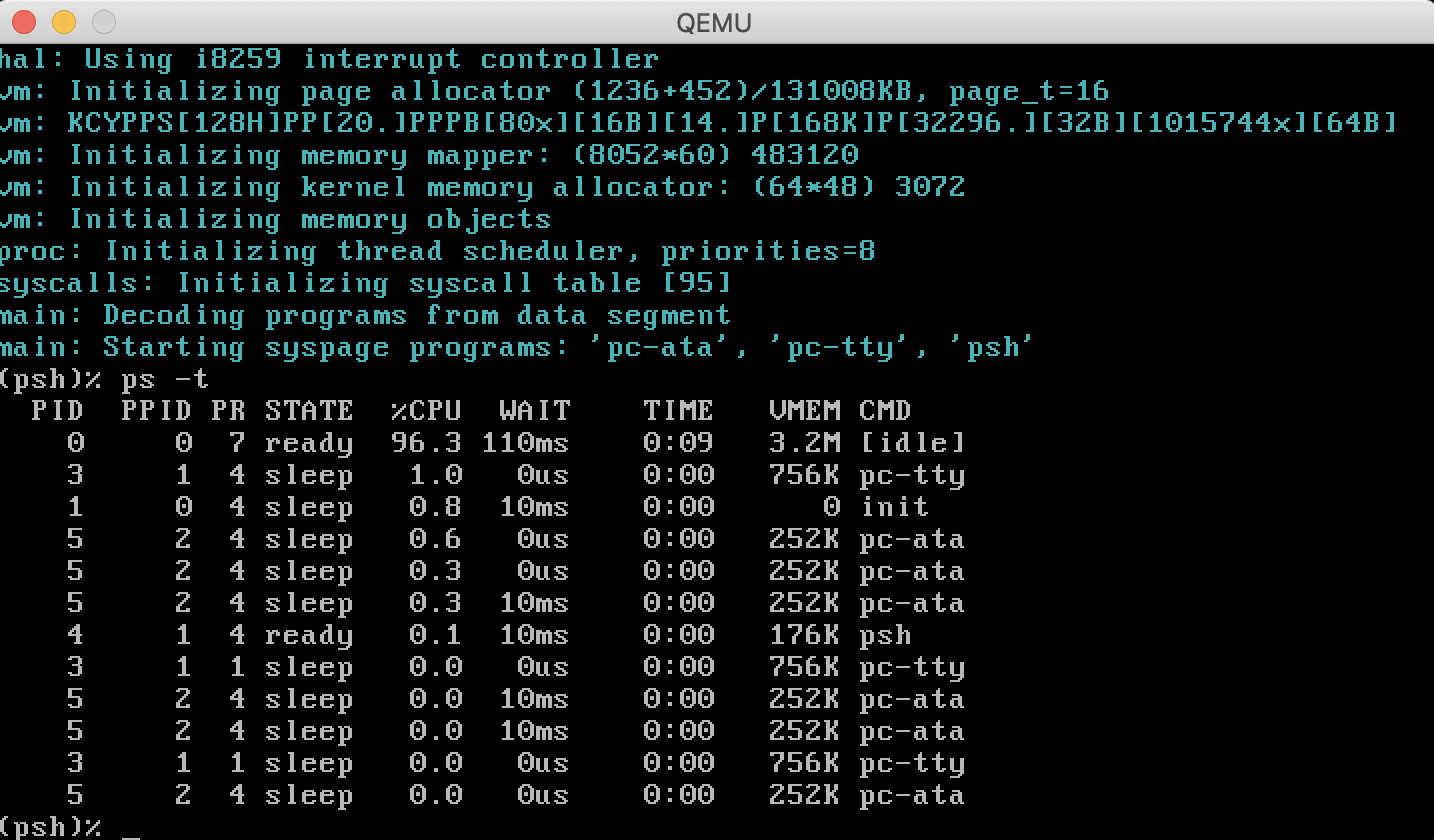 QEMU
hal: Using i8259 interrupt controller
vm: Initializing page allocator (1236+452)/131008KB, page_t=16
vm: KCYPPS[128H]PP[20.]PPPB[80x][16B][14.]P[168K]P[32296.][32B][1015744x][64B]
vm: Initializing memory mapper: (8052*60) 483120
vm: Initializing kernel memory allocator: (64*48) 3072
vm: Initializing memory objects
proc: Initializing thread scheduler, priorities=8
syscalls: Initializing syscall table [95]
main: Decoding programs from data segment
main: Starting syspage programs: 'pc-ata', 'pc-tty', 'psh'
(psh)% ps -t
PID PPID PR STATE %CPU WAIT TIME VMEM CMD
0 0 7 ready 96.3 110ms 0:09 3.2M [idle]
3 1 4 sleep 1.0 0us 0:00 756K pc-tty
1 0 4 sleep 0.8 10ms 0:00 0 init
5 2 4 sleep 0.6 0us 0:00 252K pc-ata
5 2 4 sleep 0.3 0us 0:00 252K pc-ata
5 2 4 sleep 0.3 10ms 0:00 252K pc-ata
4 1 4 ready 0.1 10ms 0:00 176K psh
3 1 1 sleep 0.0 0us 0:00 756K pc-tty
5 2 4 sleep 0.0 10ms 0:00 252K pc-ata
5 2 4 sleep 0.0 10ms 0:00 252K pc-ata
3 1 1 sleep 0.0 0us 0:00 756K pc-tty
5 2 4 sleep 0.0 0us 0:00 252K pc-ata
(psh)% _